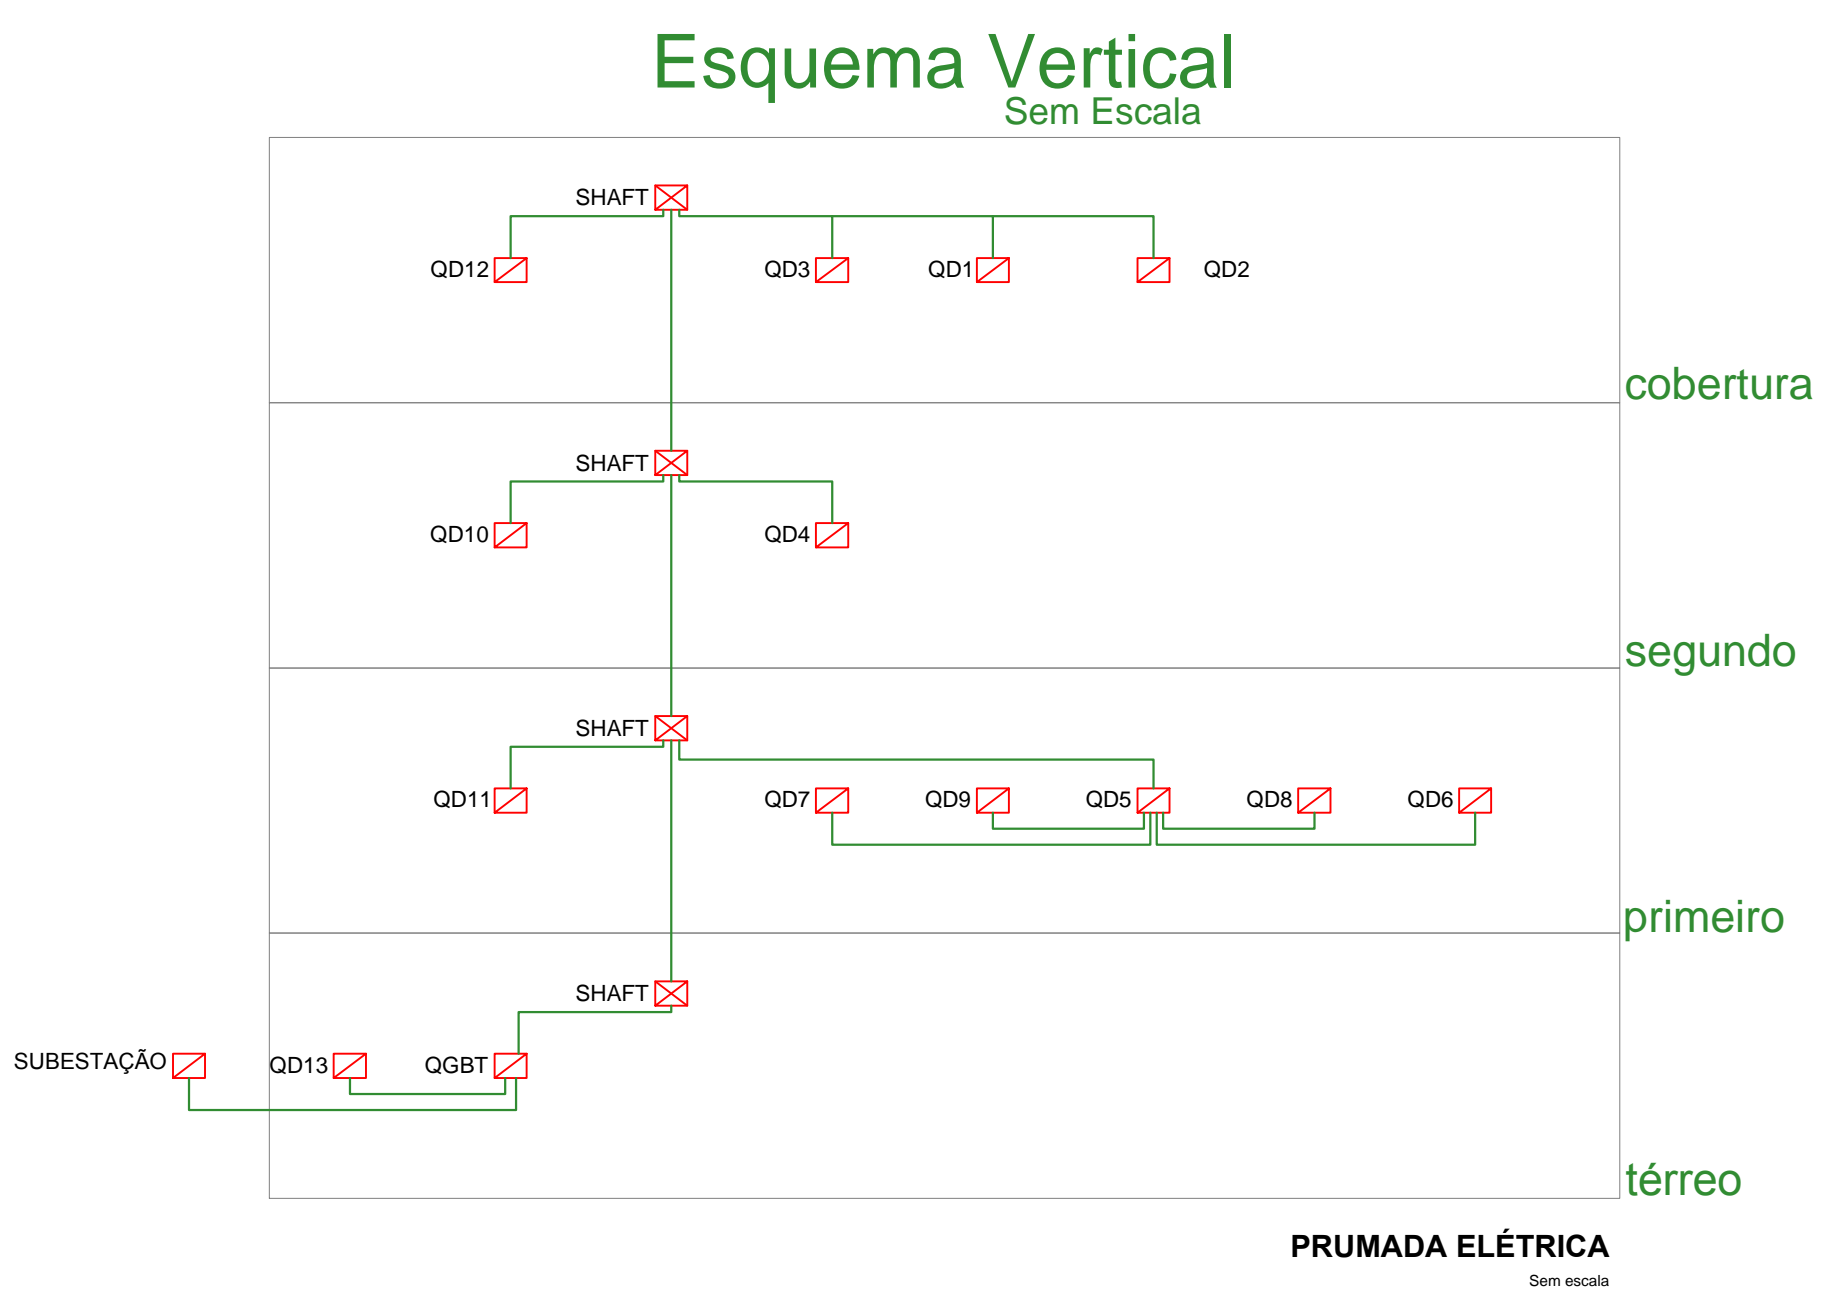 Esquema Vertical
Sem Escala
SHAFT
QD12
QD3
QD1
QD2
cobertura
SHAFT
QD10
QD4
segundo
SHAFT
QD11
QD7
QD9
QD5
QD8
QD6
primeiro
SHAFT
SUBESTAÇÃO
QD13
QGBT
térreo
PRUMADA ELÉTRICA
Sem escala